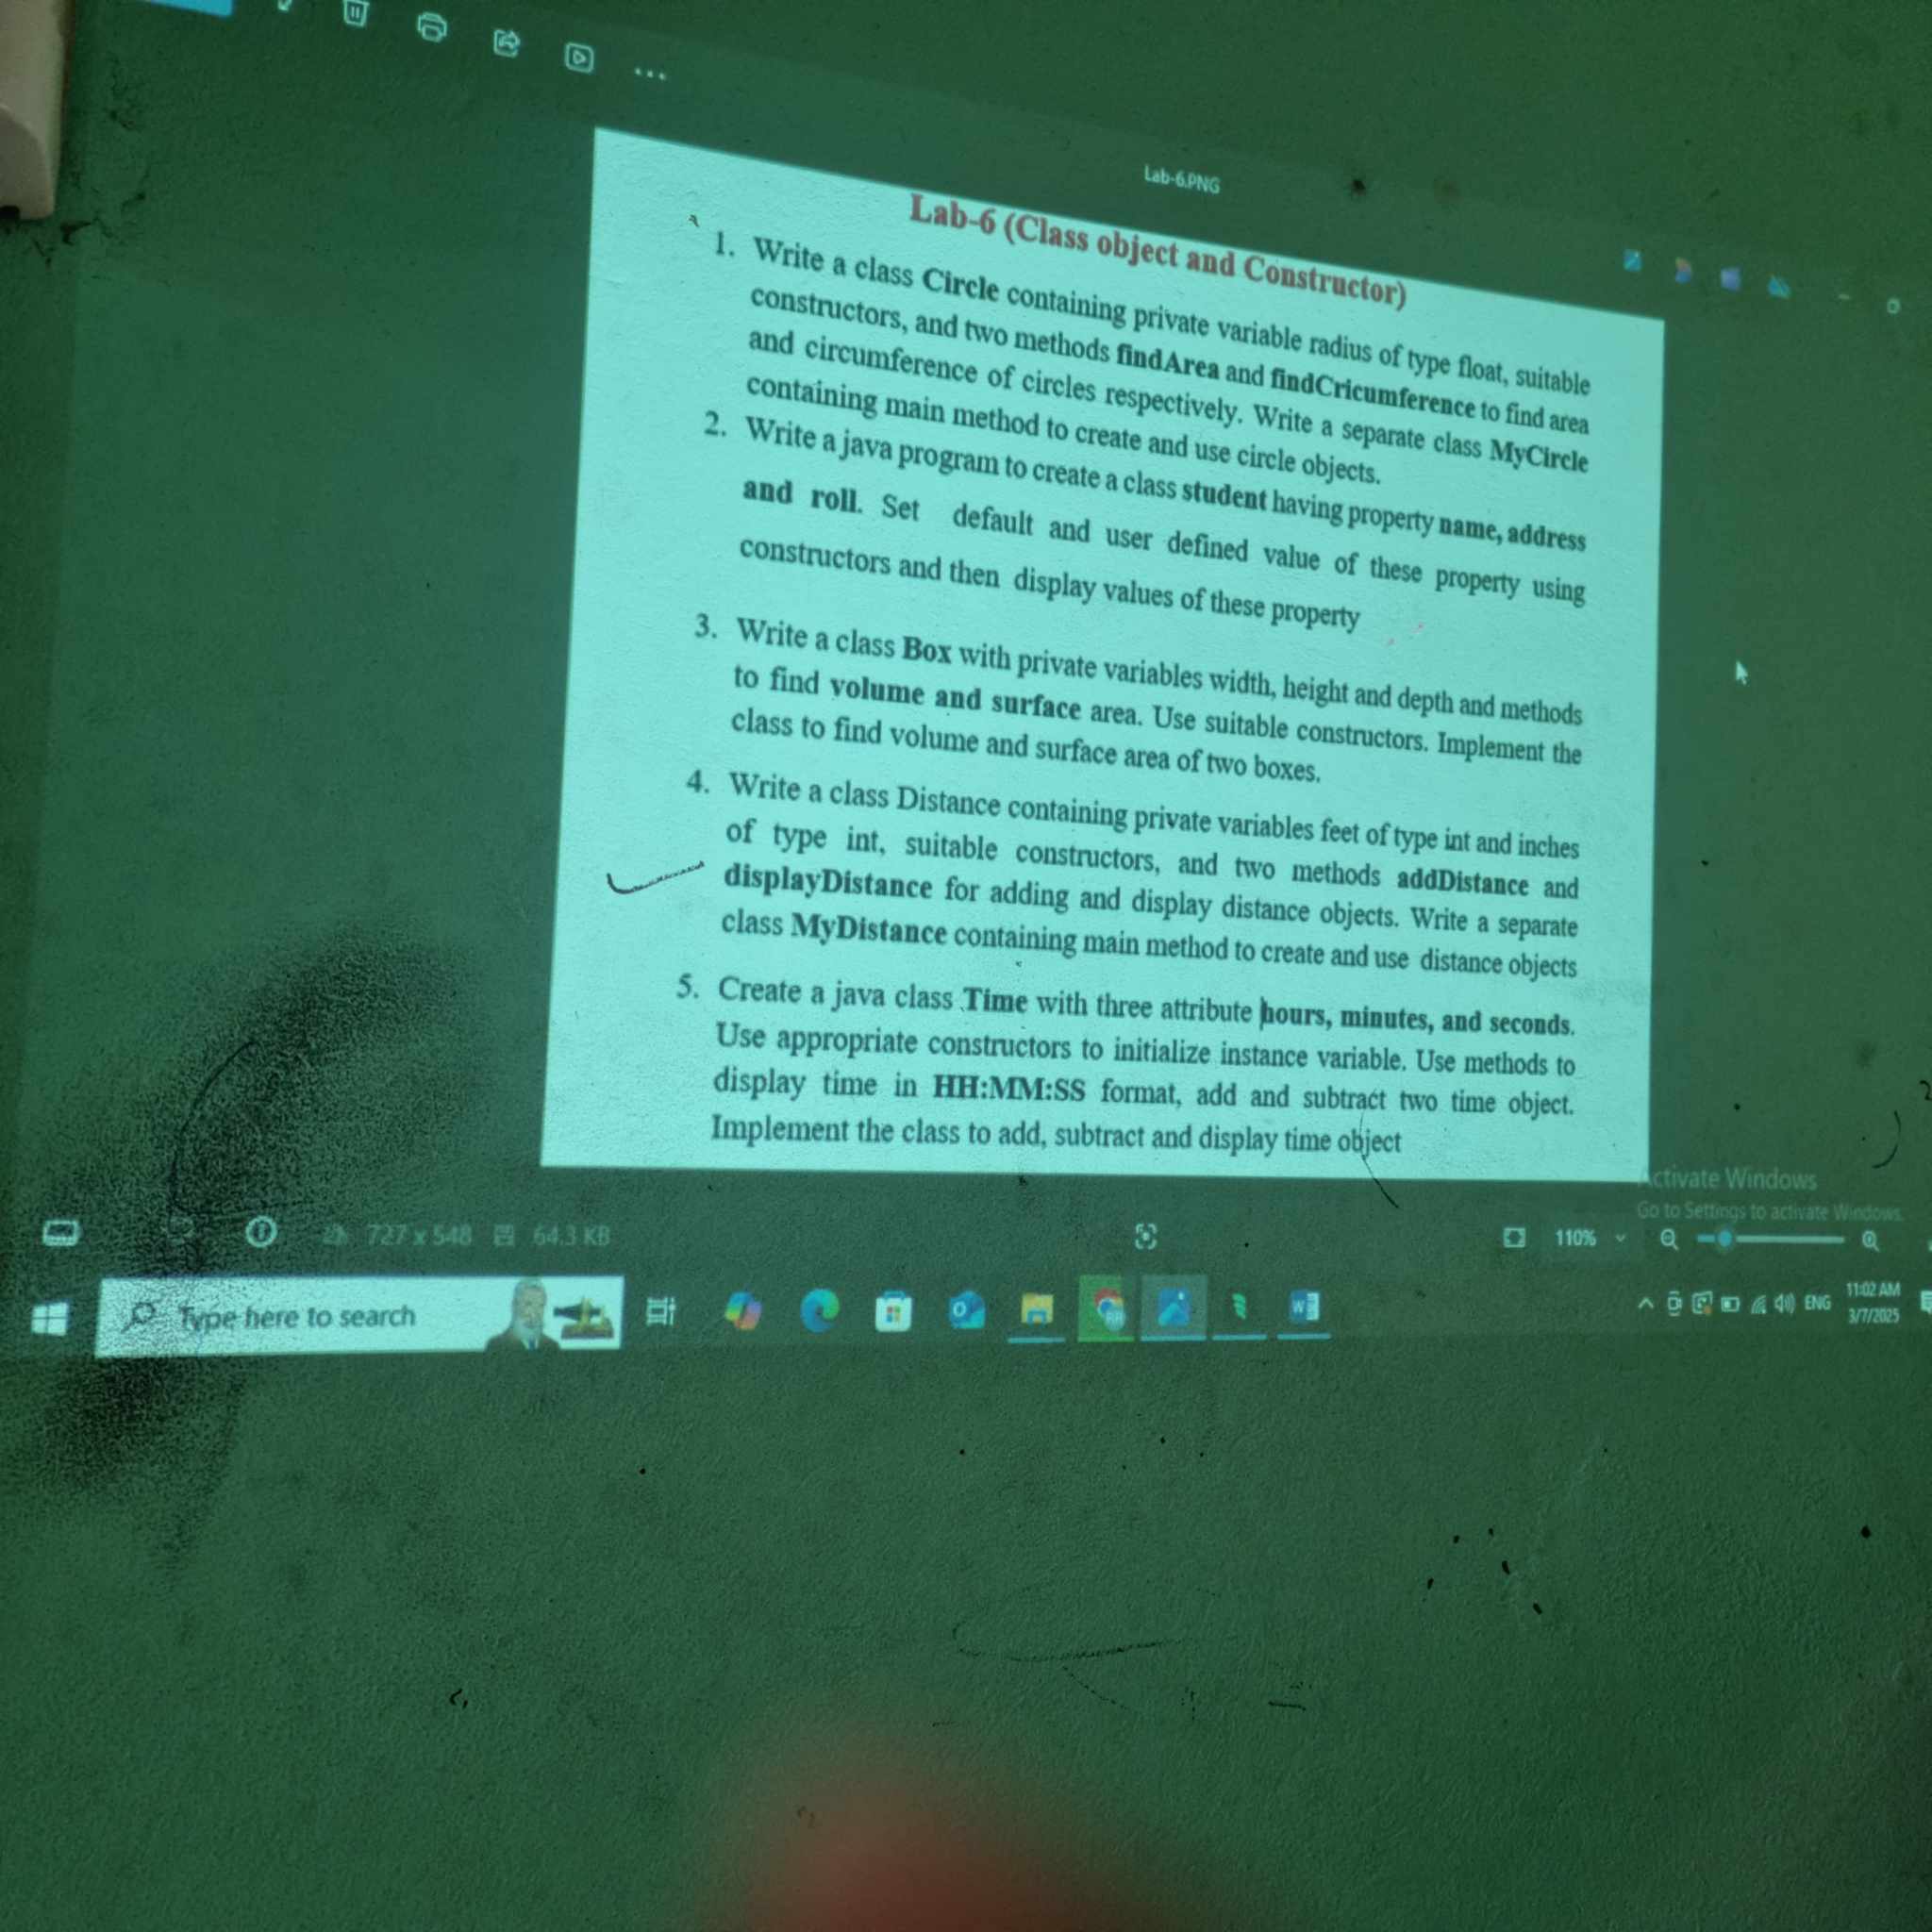 Lab-6.PNG
Lab-6 (Class object and Constructor)
1. Write a class Circle containing private variable radius of type float, suitable
constructors, and two methods findArea and findCricumference to find area
and circumference of circles respectively. Write a separate class MyCircle
containing main method to create and use circle objects.
2. Write a java program to create a class student having property name, address
and roll. Set default and user defined value of these property using
constructors and then display values of these property
3. Write a class Box with private variables width, height and depth and methods
to find volume and surface area. Use suitable constructors. Implement the
class to find volume and surface area of two boxes.
4. Write a class Distance containing private variables feet of type int and inches
of type int, suitable constructors, and two methods addDistance and
displayDistance for adding and display distance objects. Write a separate
class MyDistance containing main method to create and use distance objects
5. Create a java class Time with three attribute hours, minutes, and seconds.
Use appropriate constructors to initialize instance variable. Use methods to
display time in HH:MM:SS format, add and subtract two time object.
Implement the class to add, subtract and display time object
Activate Windows
Go to Settings to activate Windows.
727 x 548 64.3 KB
110%
Type here to search
ENG
11:02 AM
3/7/2025